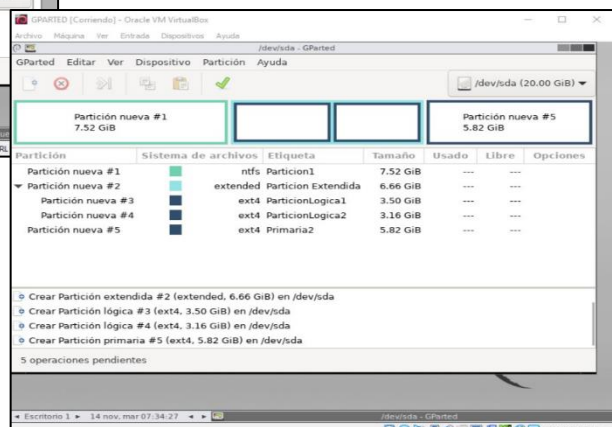 GPARTED [Corriendo] - Oracle VM VirtualBox
Archivo Máquina Ver Entrada Dispositivos Ayuda
/dev/sda - GParted
GParted Editar Ver Dispositivo Partición Ayuda
/dev/sda (20.00 GiB)
Partición nueva #1
7.52 GiB
Partición nueva #5
5.82 GiB
Partición Sistema de archivos Etiqueta Tamaño Usado Libre Opciones
Partición nueva #1 ntfs Particion1 7.52 GiB --- ---
Partición nueva #2 extended Particion Extendida 6.66 GiB --- ---
Partición nueva #3 ext4 ParticionLogica1 3.50 GiB --- ---
Partición nueva #4 ext4 ParticionLogica2 3.16 GiB --- ---
Partición nueva #5 ext4 Primaria2 5.82 GiB --- ---
Crear Partición extendida #2 (extended, 6.66 GiB) en /dev/sda
Crear Partición lógica #3 (ext4, 3.50 GiB) en /dev/sda
Crear Partición lógica #4 (ext4, 3.16 GiB) en /dev/sda
Crear Partición primaria #5 (ext4, 5.82 GiB) en /dev/sda
5 operaciones pendientes
Escritorio 1 14 nov, mar 07:34:27 /dev/sda - GParted